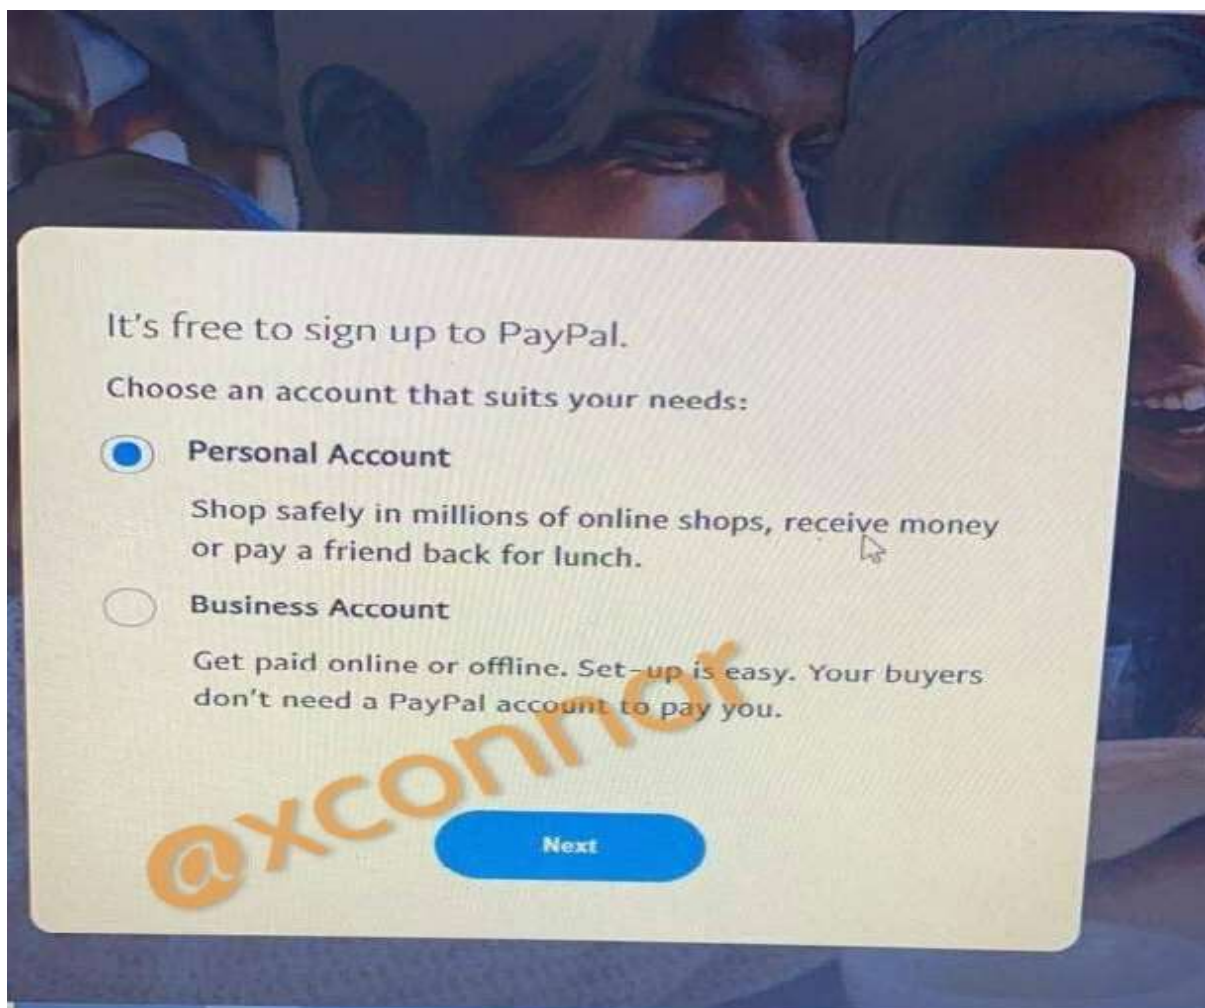 It's free to sign up to PayPal.
Choose an account that suits your needs:
Personal Account
Shop safely in millions of online shops, receive money
or pay a friend back for lunch.
Business Account
Get paid online or offline. Set-up is easy. Your buyers
don't need a PayPal account to pay you.
@xconnor
Next